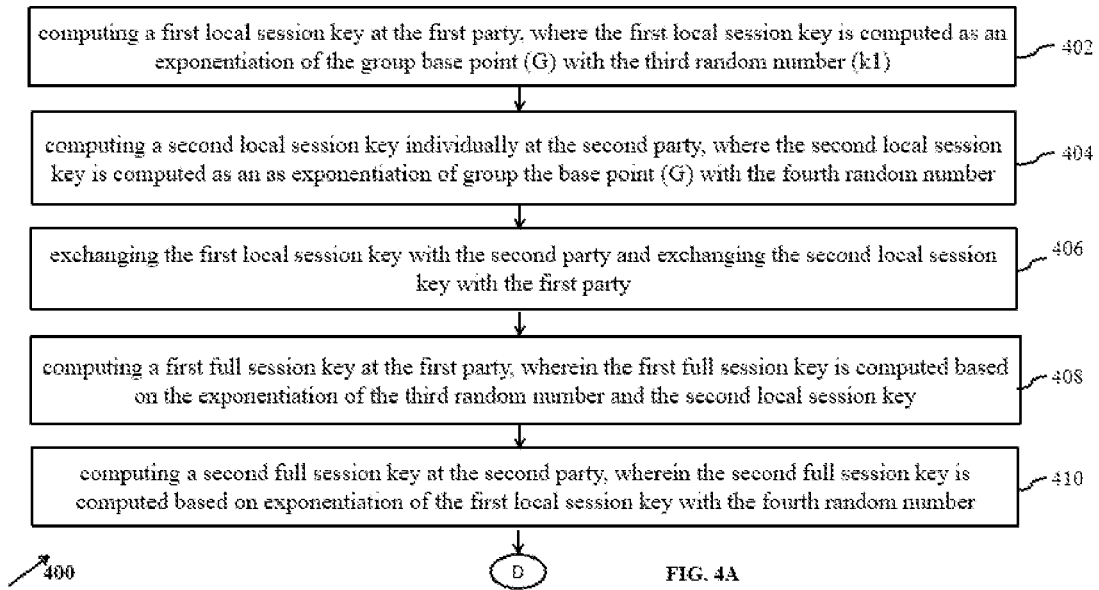 computing a first local session key at the first party, where the first local session key is computed as an
exponentiation of the group base point (G) with the third random number (k1)
402
computing a second local session key individually at the second party, where the second local session
key is computed as an as exponentiation of group the base point (G) with the fourth random number
404
exchanging the first local session key with the second party and exchanging the second local session
key with the first party
406
computing a first full session key at the first party, wherein the first full session key is computed based
on the exponentiation of the third random number and the second local session key
408
computing a second full session key at the second party, wherein the second full session key is
computed based on exponentiation of the first local session key with the fourth random number
410
400
D
FIG. 4A